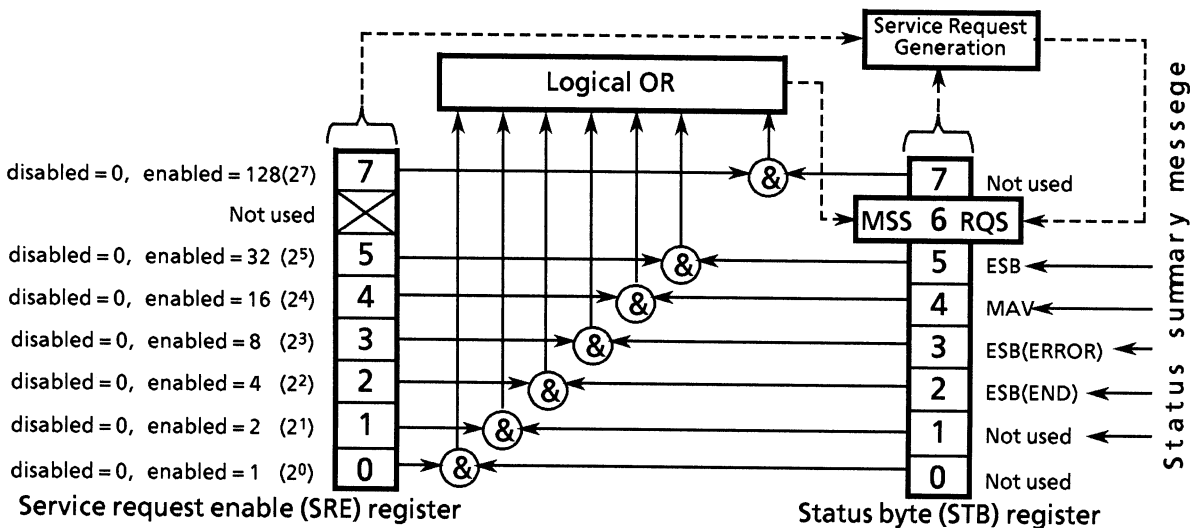 Service Request
Generation
Logical OR
disabled = 0, enabled = 128(2⁷)
7
&
7
Not used
Not used
MSS 6 RQS
disabled = 0, enabled = 32 (2⁵)
5
&
5
ESB
disabled = 0, enabled = 16 (2⁴)
4
&
4
MAV
disabled = 0, enabled = 8 (2³)
3
&
3
ESB(ERROR)
disabled = 0, enabled = 4 (2²)
2
&
2
ESB(END)
disabled = 0, enabled = 2 (2¹)
1
&
1
Not used
disabled = 0, enabled = 1 (2⁰)
0
&
0
Not used
Service request enable (SRE) register
Status byte (STB) register
Status summary messege